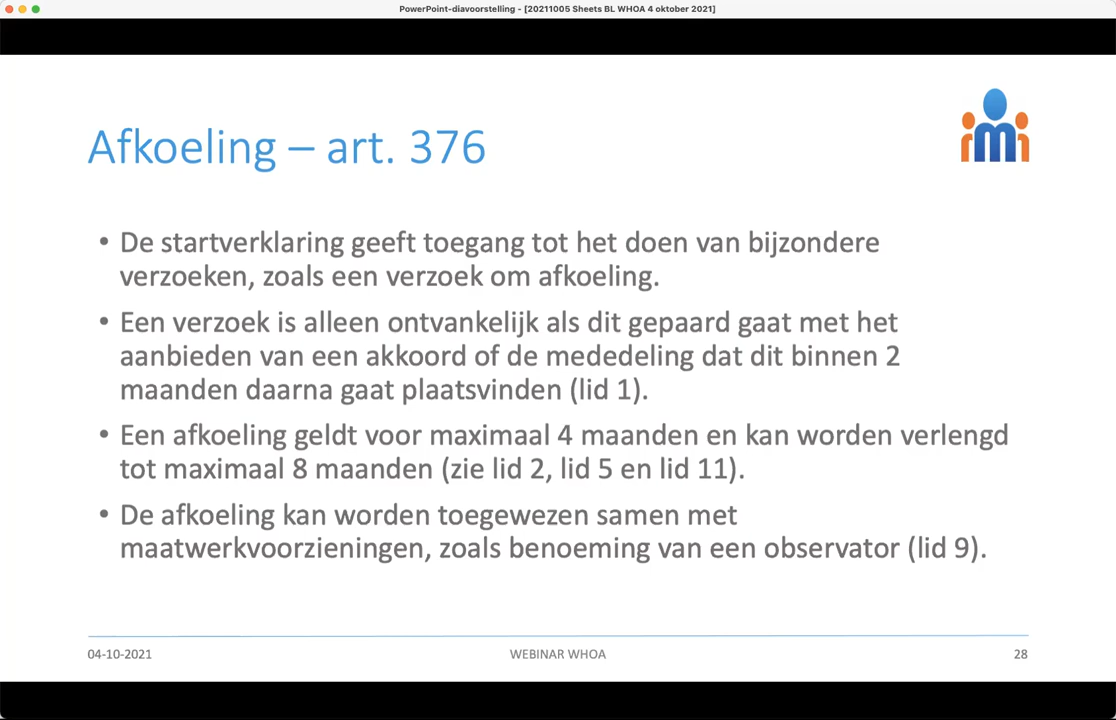 PowerPoint-diavoorstelling - [20211005 Sheets BL WHOA 4 oktober 2021]
Afkoeling – art. 376
• De startverklaring geeft toegang tot het doen van bijzondere
verzoeken, zoals een verzoek om afkoeling.
• Een verzoek is alleen ontvankelijk als dit gepaard gaat met het
aanbieden van een akkoord of de mededeling dat dit binnen 2
maanden daarna gaat plaatsvinden (lid 1).
• Een afkoeling geldt voor maximaal 4 maanden en kan worden verlengd
tot maximaal 8 maanden (zie lid 2, lid 5 en lid 11).
• De afkoeling kan worden toegewezen samen met
maatwerkvoorzieningen, zoals benoeming van een observator (lid 9).
04-10-2021
WEBINAR WHOA
28